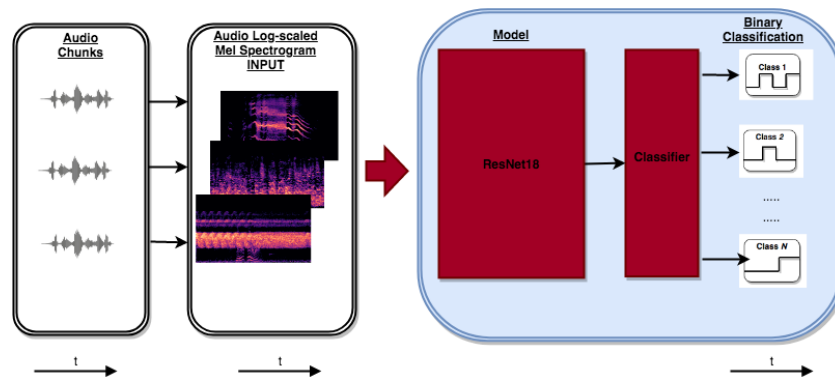 Audio
Chunks
Audio Log-scaled
Mel Spectrogram
INPUT
Model
ResNet18
Classifier
Binary
Classification
Class 1
Class 2
.....
.....
Class N
t
t
t